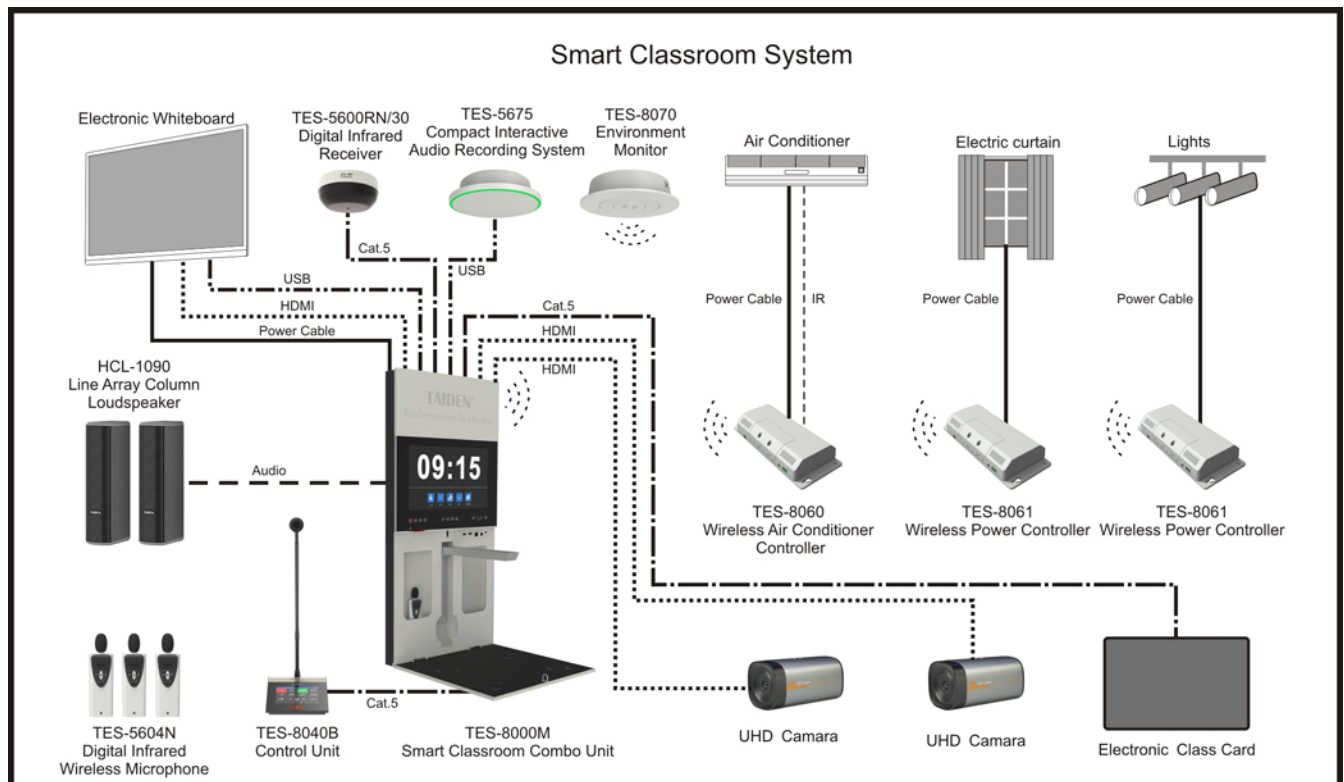 Smart Classroom System
Electronic Whiteboard
TES-5600RN/30
Digital Infrared
Receiver
TES-5675
Compact Interactive
Audio Recording System
TES-8070
Environment
Monitor
Air Conditioner
Electric curtain
Lights
Cat.5
USB
USB
HDMI
Power Cable
Cat.5
HDMI
HDMI
Power Cable
IR
Power Cable
Power Cable
HCL-1090
Line Array Column
Loudspeaker
TAIDEN
09:15
Audio
TES-8060
Wireless Air Conditioner
Controller
TES-8061
Wireless Power Controller
TES-8061
Wireless Power Controller
Cat.5
TES-5604N
Digital Infrared
Wireless Microphone
TES-8040B
Control Unit
TES-8000M
Smart Classroom Combo Unit
UHD Camara
UHD Camara
Electronic Class Card